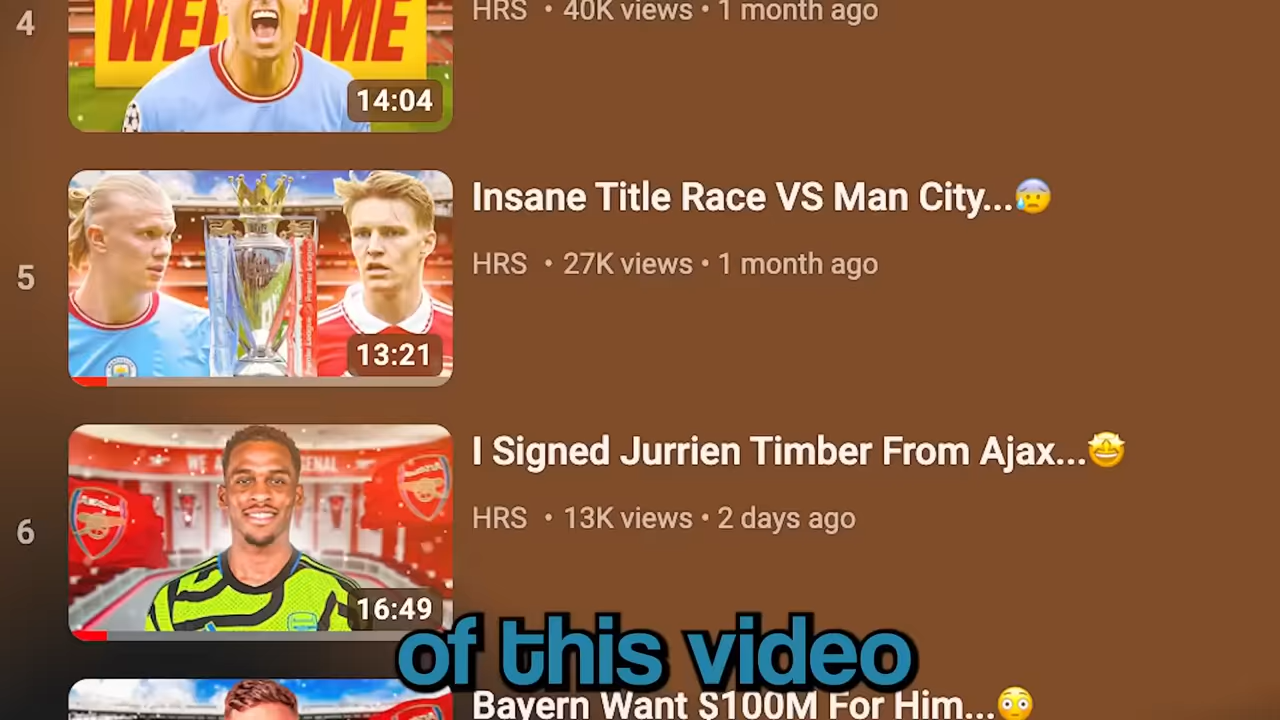 4
WELCOME
14:04
HRS • 40K views • 1 month ago
5
13:21
Insane Title Race VS Man City...😰
HRS • 27K views • 1 month ago
6
16:49
I Signed Jurrien Timber From Ajax...🤩
HRS • 13K views • 2 days ago
of this video
Bayern Want $100M For Him...😳